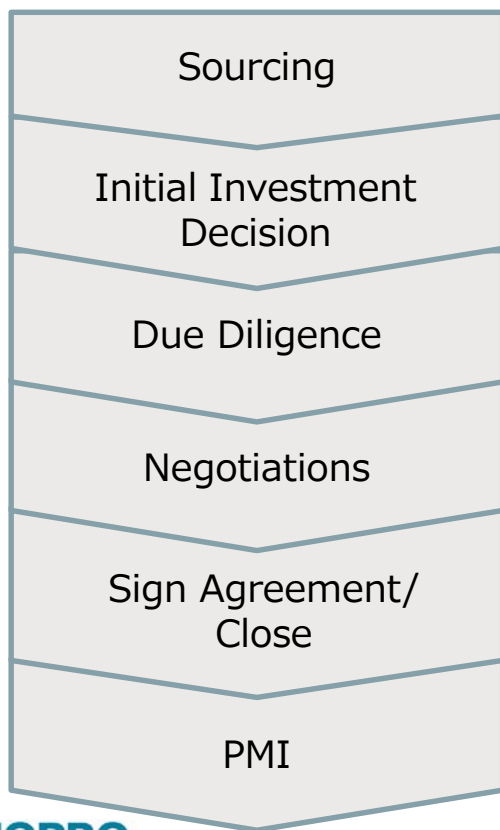 Sourcing
Initial Investment
Decision
Due Diligence
Negotiations
Sign Agreement/
Close
PMI